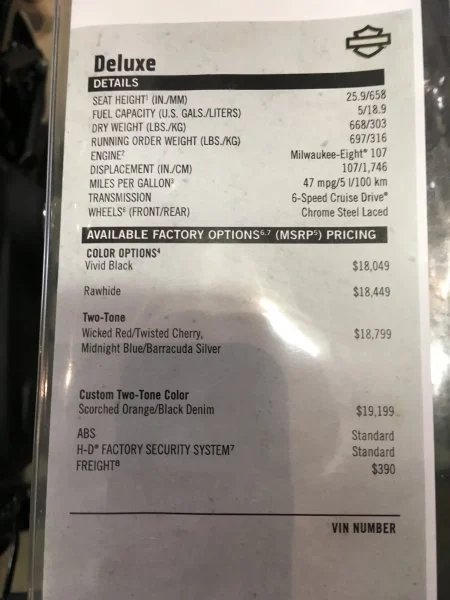 Deluxe
DETAILS
SEAT HEIGHT¹ (IN./MM) 25.9/658
FUEL CAPACITY (U.S. GALS./LITERS) 5/18.9
DRY WEIGHT (LBS./KG) 668/303
RUNNING ORDER WEIGHT (LBS./KG) 697/316
ENGINE² Milwaukee-Eight® 107
DISPLACEMENT (IN./CM) 107/1,746
MILES PER GALLON³ 47 mpg/5 l/100 km
TRANSMISSION 6-Speed Cruise Drive®
WHEELS⁶ (FRONT/REAR) Chrome Steel Laced
AVAILABLE FACTORY OPTIONS⁶·⁷ (MSRP⁵) PRICING
COLOR OPTIONS⁴
Vivid Black $18,049
Rawhide $18,449
Two-Tone
Wicked Red/Twisted Cherry, $18,799
Midnight Blue/Barracuda Silver
Custom Two-Tone Color
Scorched Orange/Black Denim $19,199
ABS Standard
H-D® FACTORY SECURITY SYSTEM⁷ Standard
FREIGHT⁸ $390
VIN NUMBER